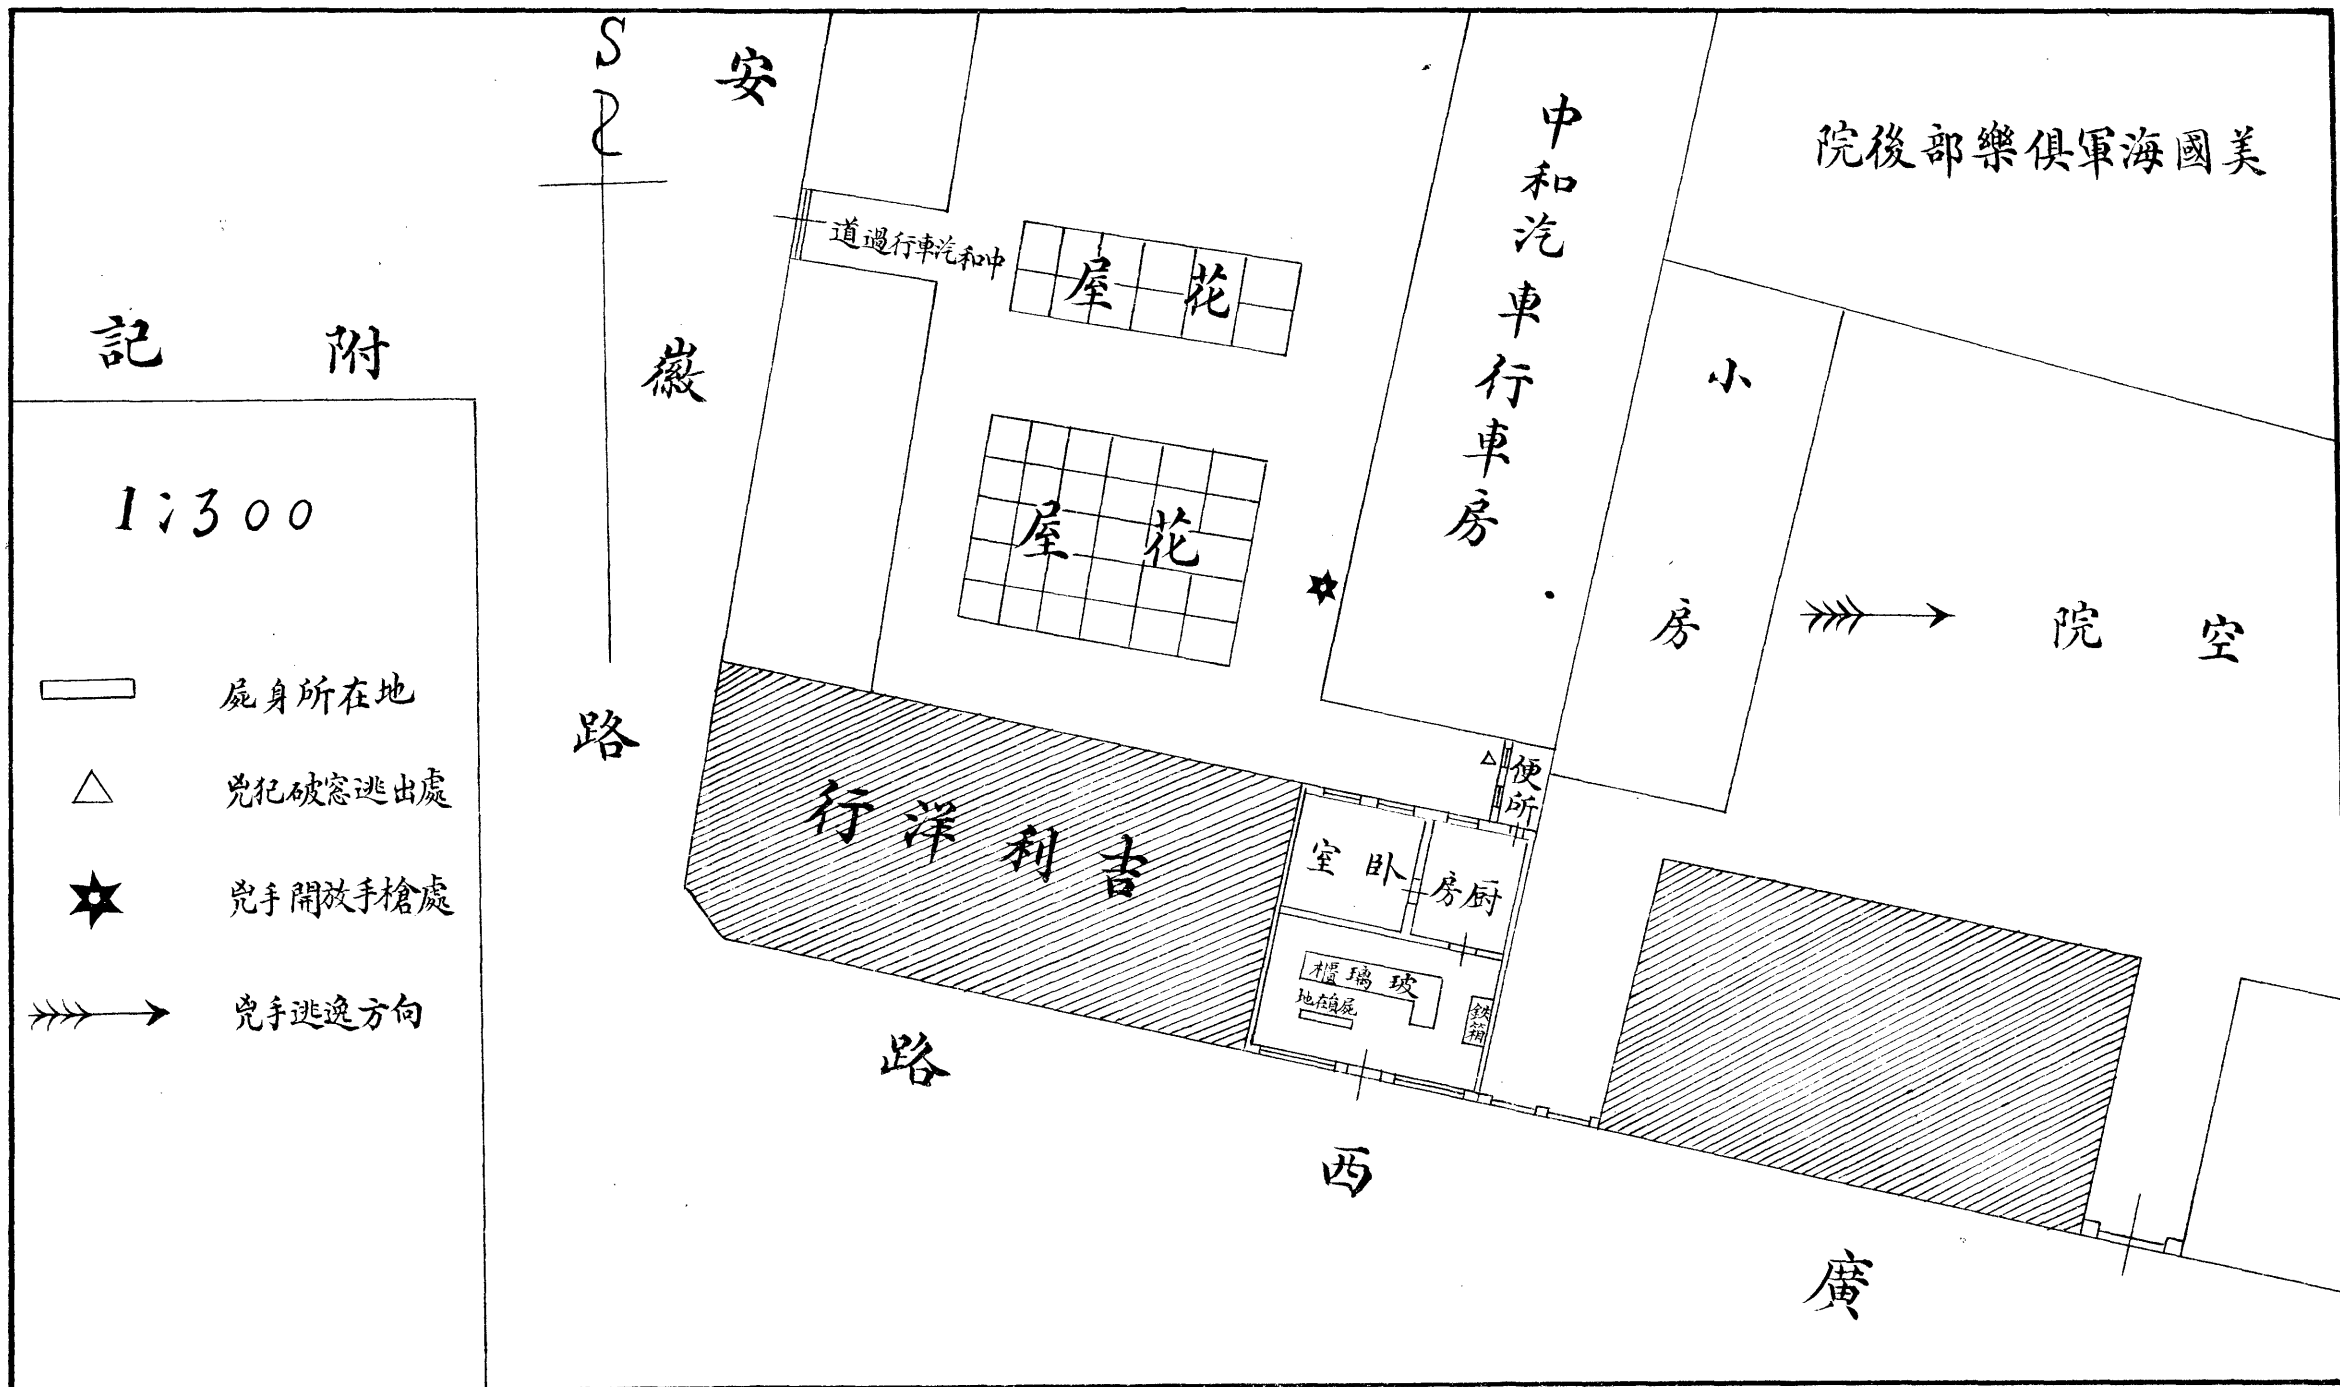 S
安徽路
中和汽車行車房
美國海軍俱樂部後院
中和汽車行過道
花屋
花屋
小房
空院
附記
1:300
屍身所在地
兇犯破窓逃出處
兇手開放手槍處
兇手逃逸方向
吉利洋行
便所
臥室
厨房
玻璃櫃
屍身在地
鉄箱
廣西路